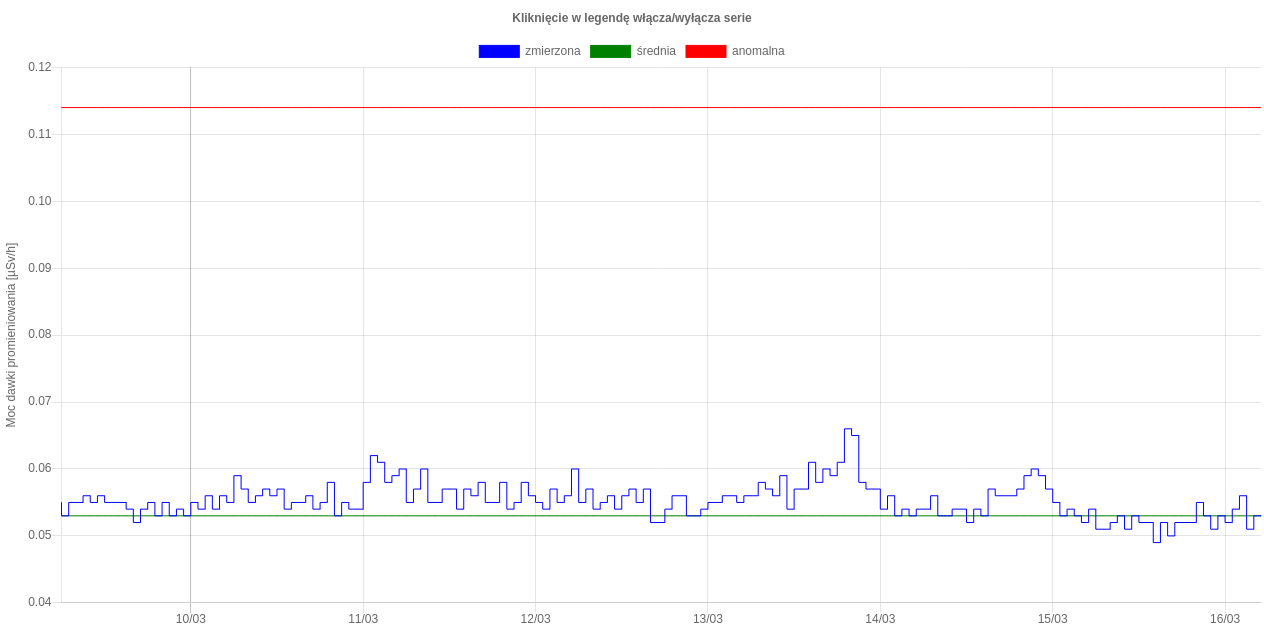 Kliknięcie w legendę włącza/wyłącza serie
zmierzona średnia anomalna
Moc dawki promieniowania [µSv/h]
0.12
0.11
0.10
0.09
0.08
0.07
0.06
0.05
0.04
10/03 11/03 12/03 13/03 14/03 15/03 16/03